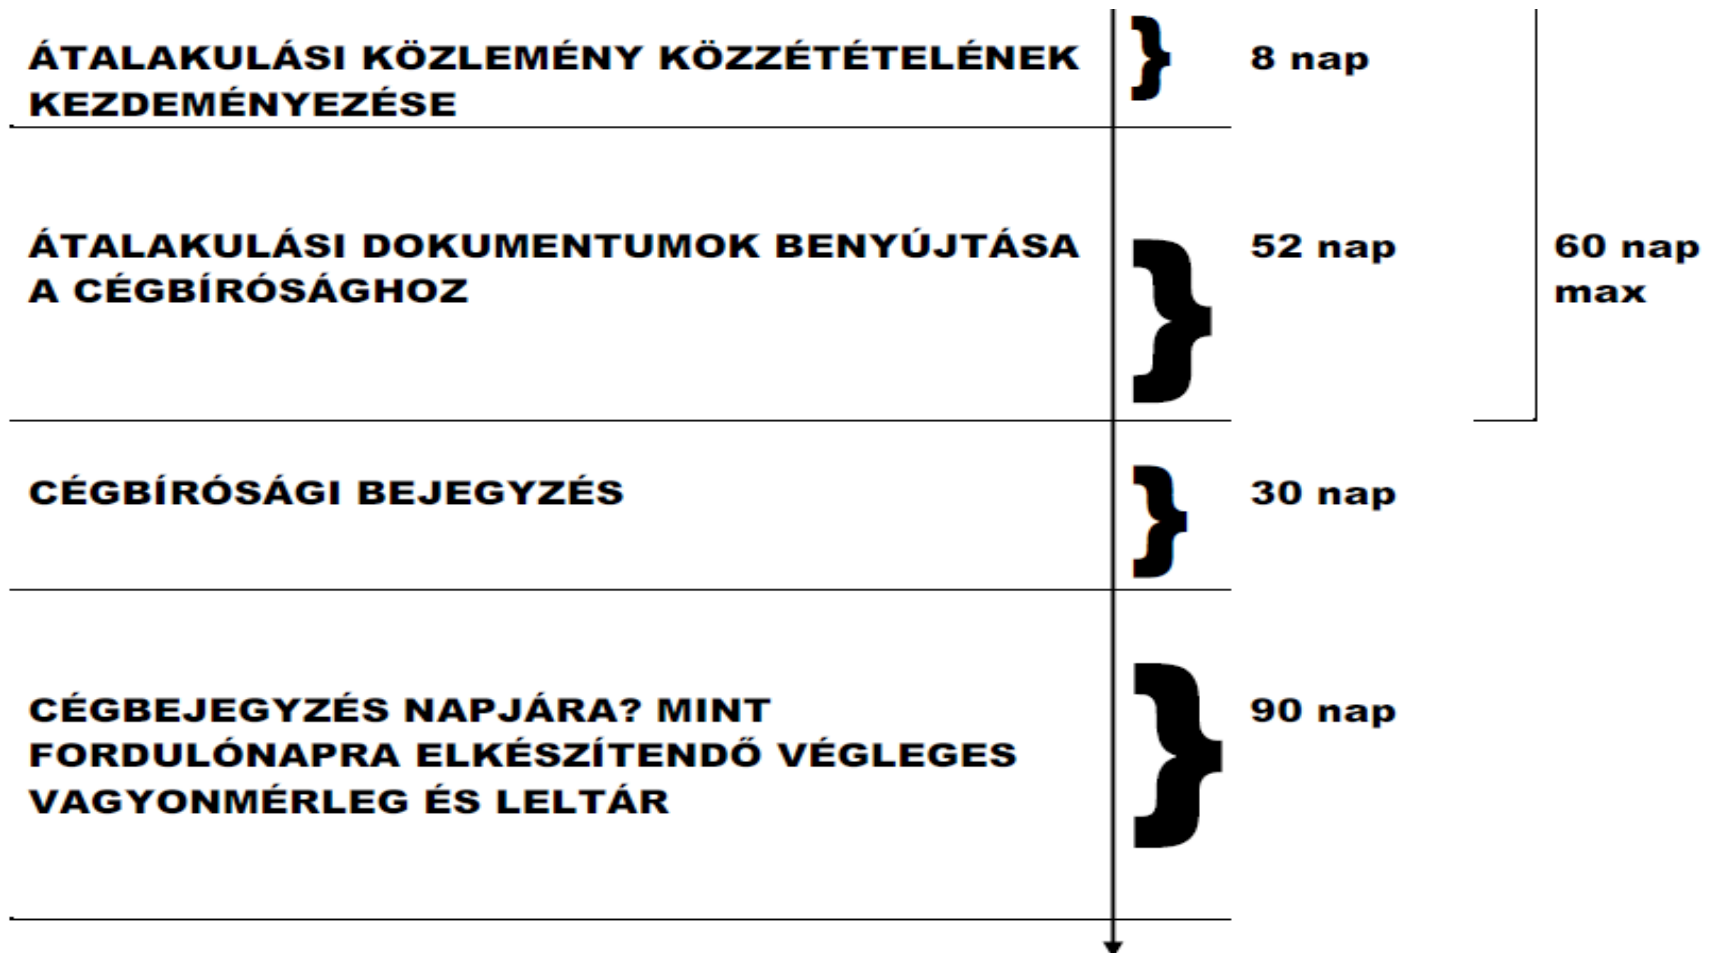 ÁTALAKULÁSI KÖZLEMÉNY KÖZZÉTÉTELÉNEK
KEZDEMÉNYEZÉSE
8 nap
ÁTALAKULÁSI DOKUMENTUMOK BENYÚJTÁSA
A CÉGBÍRÓSÁGHOZ
52 nap
60 nap
max
CÉGBÍRÓSÁGI BEJEGYZÉS
30 nap
CÉGBEJEGYZÉS NAPJÁRA? MINT
FORDULÓNAPRA ELKÉSZÍTENDŐ VÉGLEGES
VAGYONMÉRLEG ÉS LELTÁR
90 nap